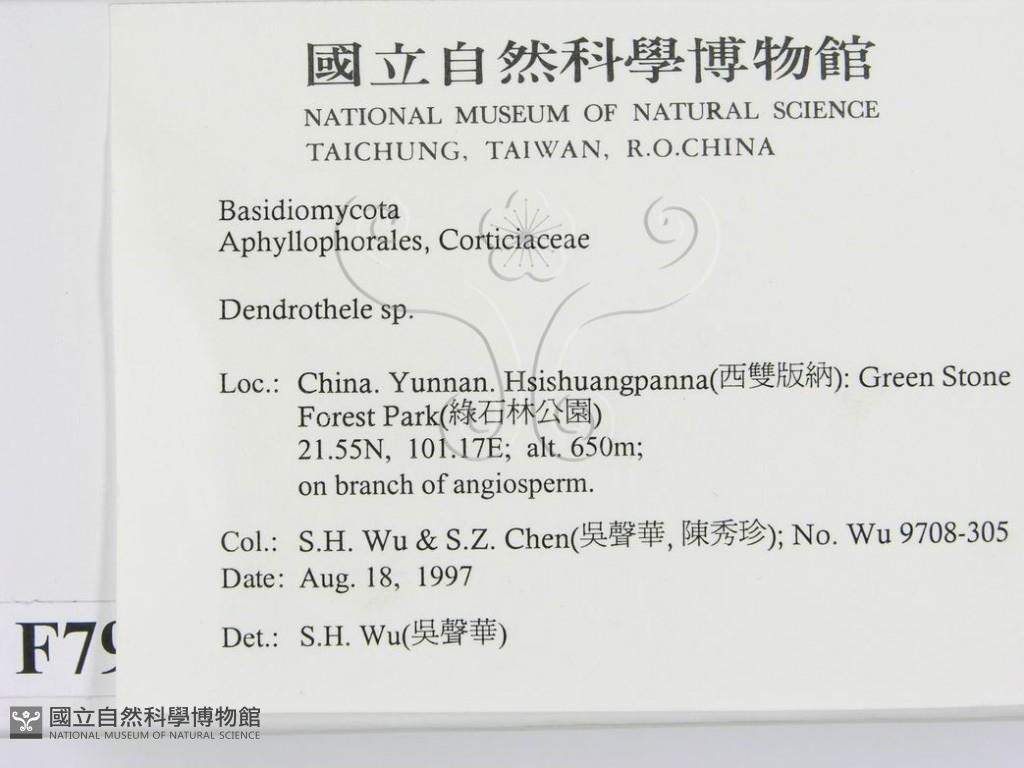 國立自然科學博物館
NATIONAL MUSEUM OF NATURAL SCIENCE
TAICHUNG, TAIWAN, R.O.CHINA
Basidiomycota
Aphyllophorales, Corticiaceae
Dendrothele sp.
Loc.: China. Yunnan. Hsishuangpanna(西雙版納): Green Stone
Forest Park(綠石林公園)
21.55N, 101.17E; alt. 650m;
on branch of angiosperm.
Col.: S.H. Wu & S.Z. Chen(吳聲華, 陳秀珍); No. Wu 9708-305
Date: Aug. 18, 1997
Det.: S.H. Wu(吳聲華)
F79
國立自然科學博物館
NATIONAL MUSEUM OF NATURAL SCIENCE